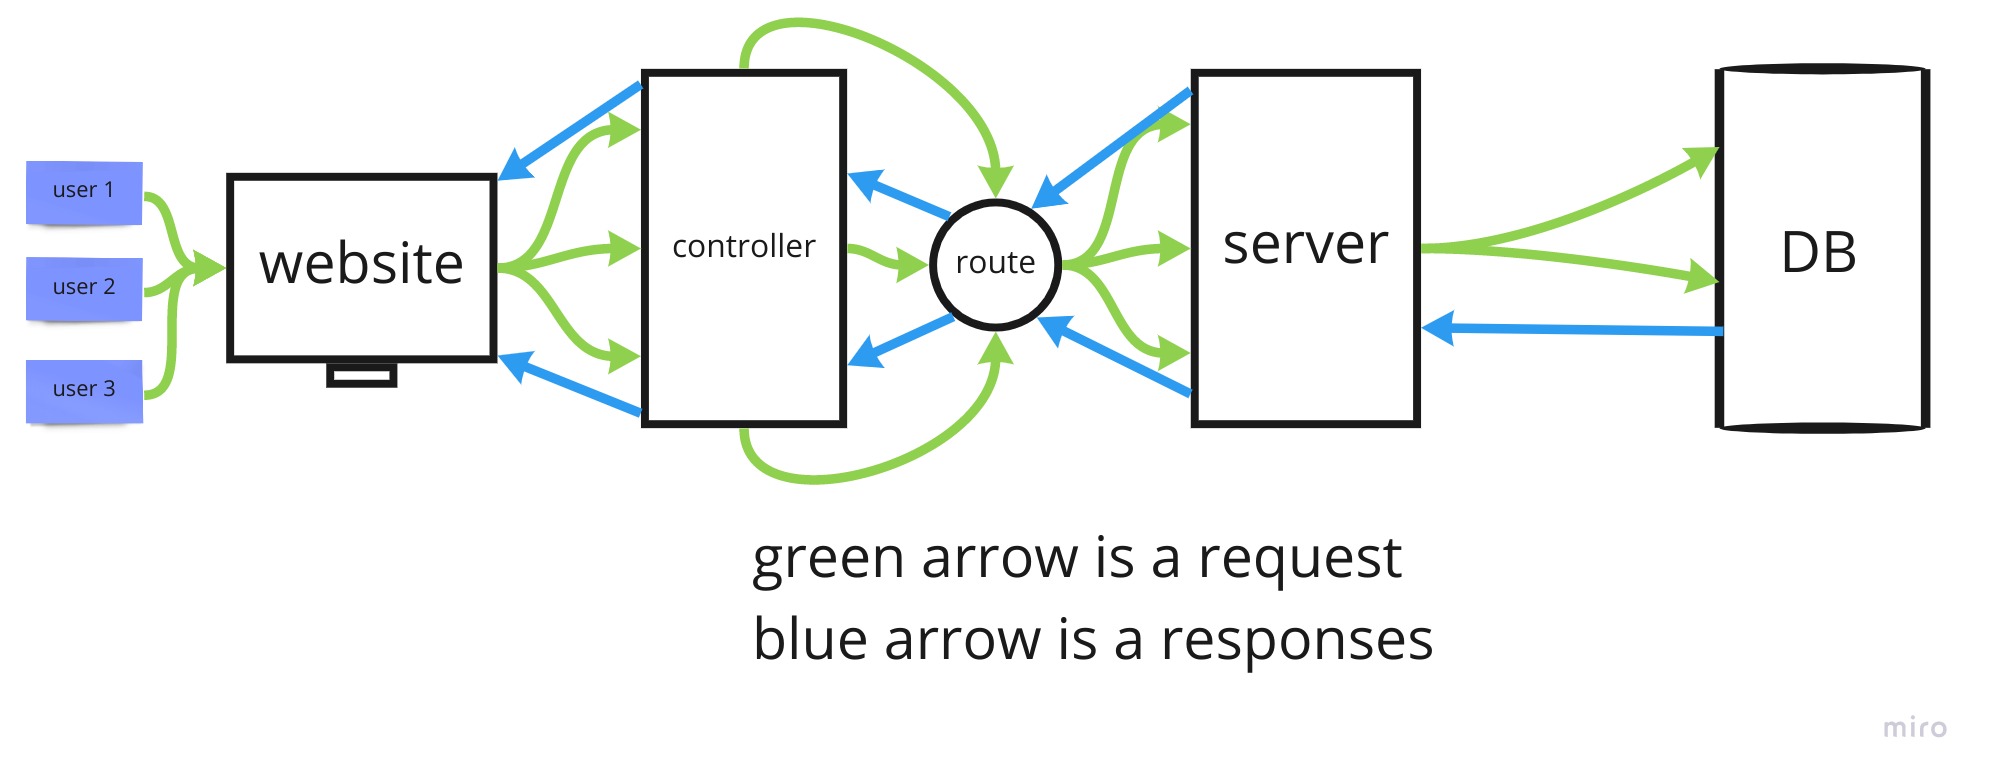 user 1
user 2
user 3
website
controller
route
server
DB
green arrow is a request
blue arrow is a responses
miro